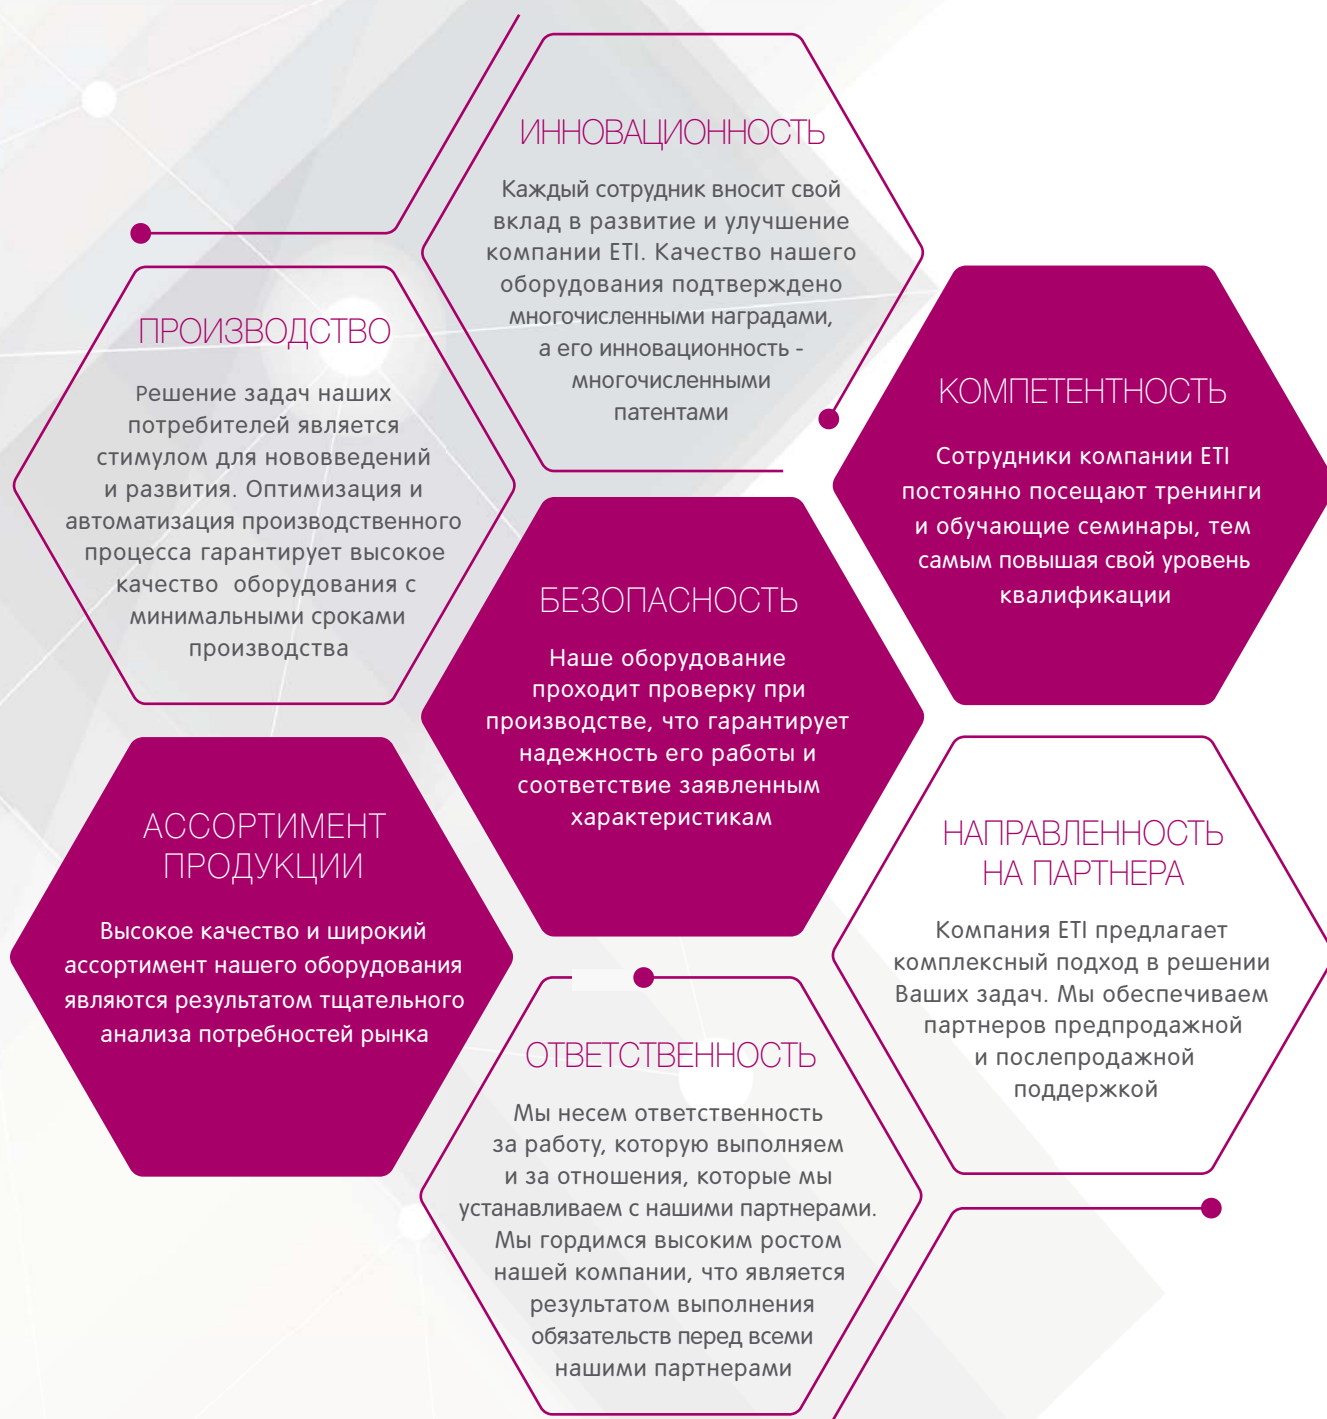 ИННОВАЦИОННОСТЬ
Каждый сотрудник вносит свой
вклад в развитие и улучшение
компании ETI. Качество нашего
оборудования подтверждено
многочисленными наградами,
а его инновационность -
многочисленными
патентами
ПРОИЗВОДСТВО
Решение задач наших
потребителей является
стимулом для нововведений
и развития. Оптимизация и
автоматизация производственного
процесса гарантирует высокое
качество оборудования с
минимальными сроками
производства
КОМПЕТЕНТНОСТЬ
Сотрудники компании ETI
постоянно посещают тренинги
и обучающие семинары, тем
самым повышая свой уровень
квалификации
БЕЗОПАСНОСТЬ
Наше оборудование
проходит проверку при
производстве, что гарантирует
надежность его работы и
соответствие заявленным
характеристикам
АССОРТИМЕНТ
ПРОДУКЦИИ
Высокое качество и широкий
ассортимент нашего оборудования
являются результатом тщательного
анализа потребностей рынка
НАПРАВЛЕННОСТЬ
НА ПАРТНЕРА
Компания ETI предлагает
комплексный подход в решении
Ваших задач. Мы обеспечиваем
партнеров предпродажной
и послепродажной
поддержкой
ОТВЕТСТВЕННОСТЬ
Мы несем ответственность
за работу, которую выполняем
и за отношения, которые мы
устанавливаем с нашими партнерами.
Мы гордимся высоким ростом
нашей компании, что является
результатом выполнения
обязательств перед всеми
нашими партнерами